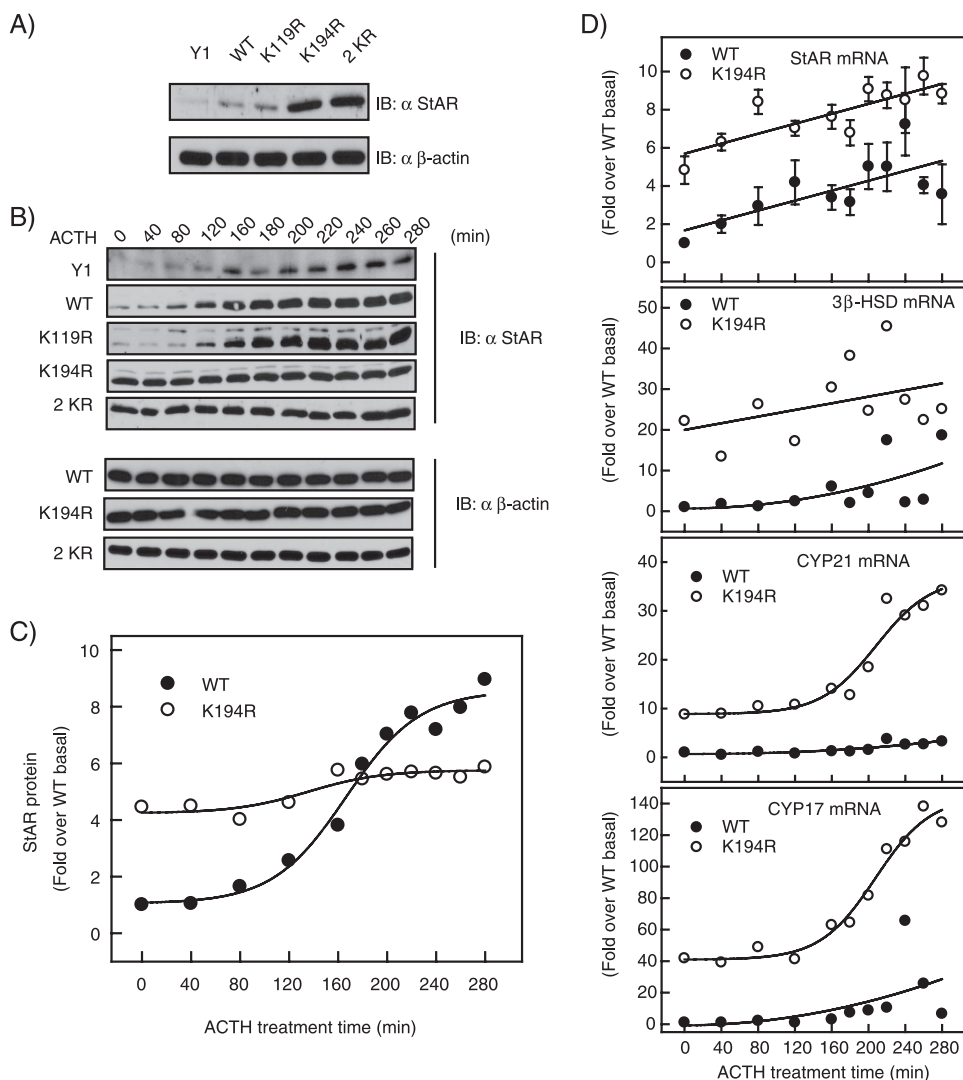 A)
Y1 WT K119R K194R 2 KR
IB: α StAR
IB: α β-actin
B)
ACTH 0 40 80 120 160 180 200 220 240 260 280 (min)
Y1
WT
K119R
K194R
2 KR
IB: α StAR
WT
K194R
2 KR
IB: α β-actin
C)
StAR protein
(Fold over WT basal)
10
8
6
4
2
0
WT
K194R
0 40 80 120 160 200 240 280
ACTH treatment time (min)
D)
(Fold over WT basal)
10
8
6
4
2
0
WT
K194R
StAR mRNA
(Fold over WT basal)
50
40
30
20
10
0
3β-HSD mRNA
WT
K194R
(Fold over WT basal)
40
30
20
10
0
CYP21 mRNA
WT
K194R
(Fold over WT basal)
140
120
100
80
60
40
20
0
CYP17 mRNA
WT
K194R
0 40 80 120 160 200 240 280
ACTH treatment time (min)